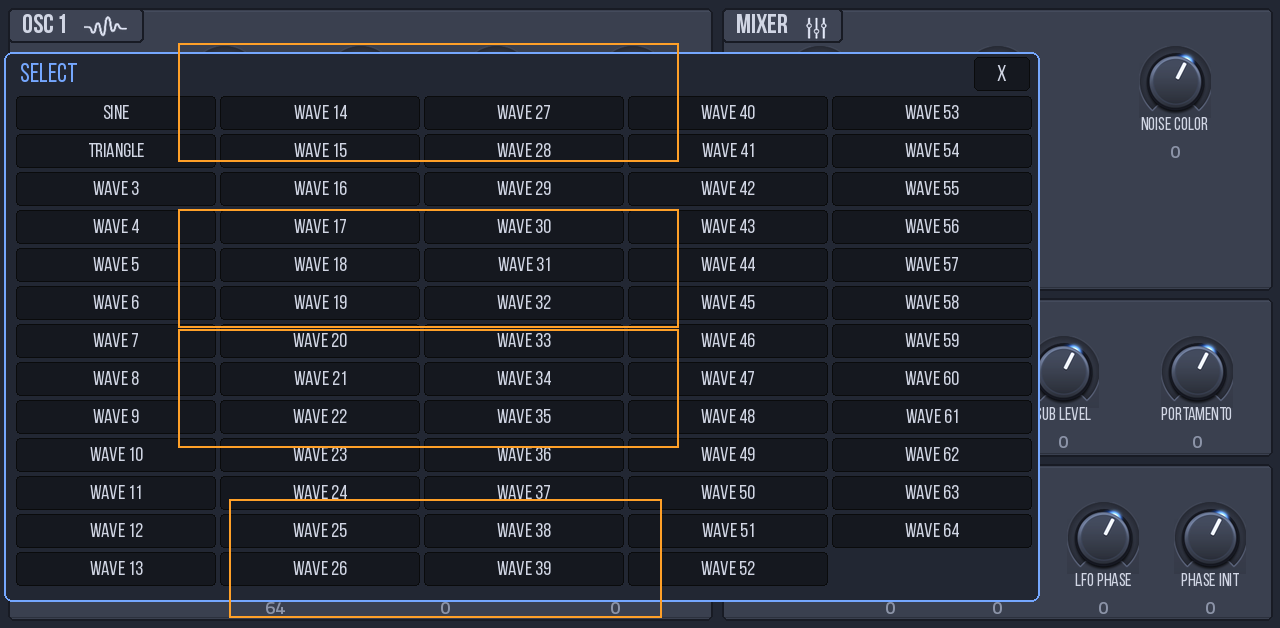 OSC 1
MIXER
SELECT
X
SINE WAVE 14 WAVE 27 WAVE 40 WAVE 53
TRIANGLE WAVE 15 WAVE 28 WAVE 41 WAVE 54
WAVE 3 WAVE 16 WAVE 29 WAVE 42 WAVE 55
WAVE 4 WAVE 17 WAVE 30 WAVE 43 WAVE 56
WAVE 5 WAVE 18 WAVE 31 WAVE 44 WAVE 57
WAVE 6 WAVE 19 WAVE 32 WAVE 45 WAVE 58
WAVE 7 WAVE 20 WAVE 33 WAVE 46 WAVE 59
WAVE 8 WAVE 21 WAVE 34 WAVE 47 WAVE 60
WAVE 9 WAVE 22 WAVE 35 WAVE 48 WAVE 61
WAVE 10 WAVE 23 WAVE 36 WAVE 49 WAVE 62
WAVE 11 WAVE 24 WAVE 37 WAVE 50 WAVE 63
WAVE 12 WAVE 25 WAVE 38 WAVE 51 WAVE 64
WAVE 13 WAVE 26 WAVE 39 WAVE 52
NOISE COLOR
0
SUB LEVEL PORTAMENTO
0 0
LFO PHASE PHASE INIT
64 0 0 0 0 0 0